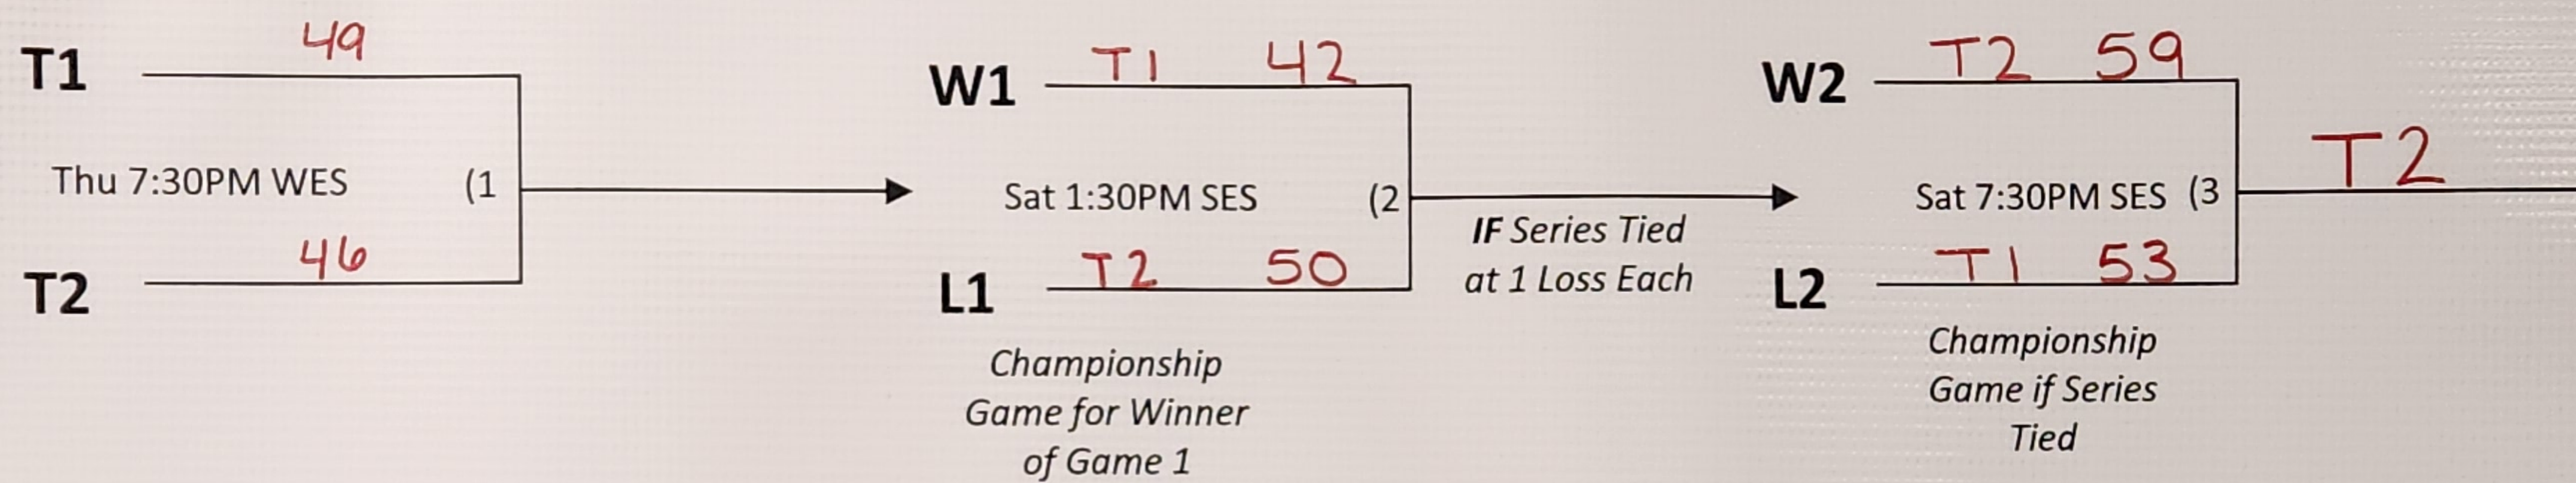 T1 49
Thu 7:30PM WES (1
T2 46
W1 T1 42
Sat 1:30PM SES (2
L1 T2 50
Championship
Game for Winner
of Game 1
IF Series Tied
at 1 Loss Each
W2 T2 59
Sat 7:30PM SES (3
L2 T1 53
Championship
Game if Series
Tied
T2